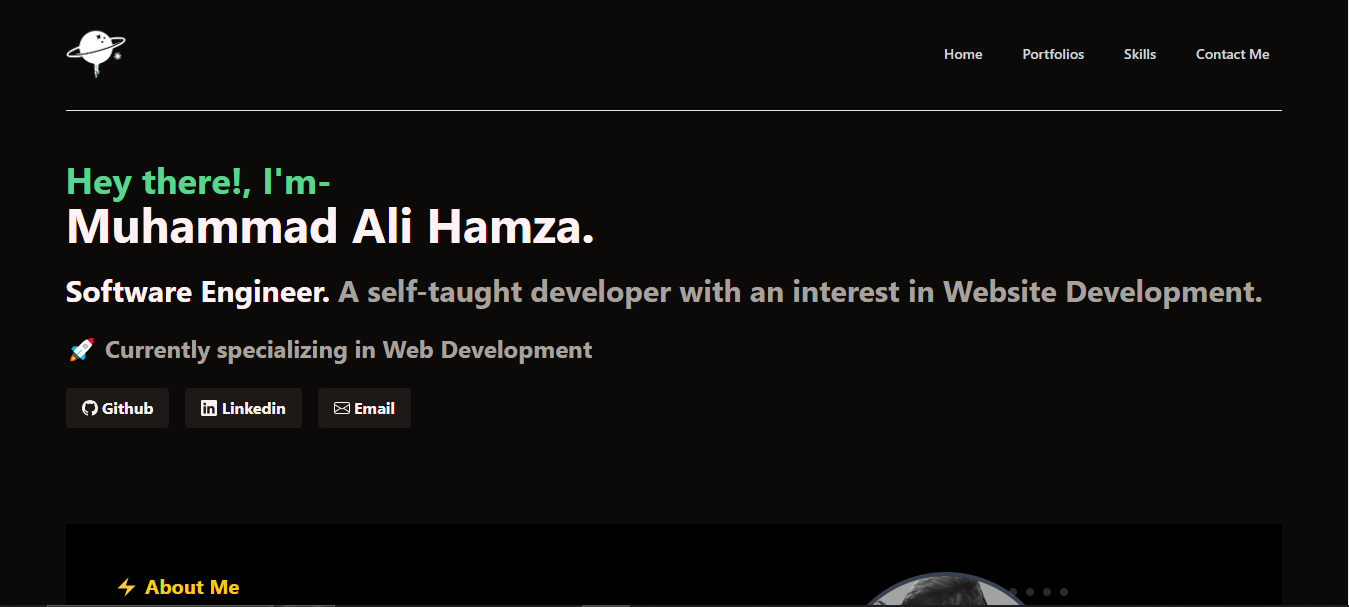 Home Portfolios Skills Contact Me
Hey there!, I'm-
Muhammad Ali Hamza.
Software Engineer. A self-taught developer with an interest in Website Development.
🚀 Currently specializing in Web Development
Github Linkedin Email
⚡ About Me